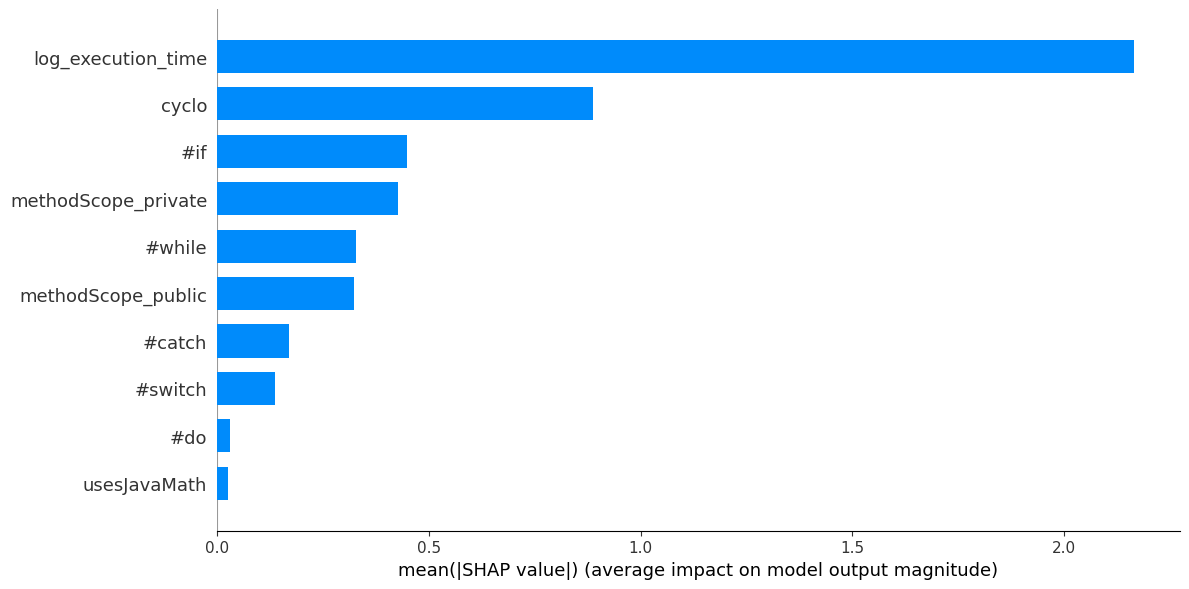 log_execution_time
cyclo
#if
methodScope_private
#while
methodScope_public
#catch
#switch
#do
usesJavaMath
0.0 0.5 1.0 1.5 2.0
mean(|SHAP value|) (average impact on model output magnitude)